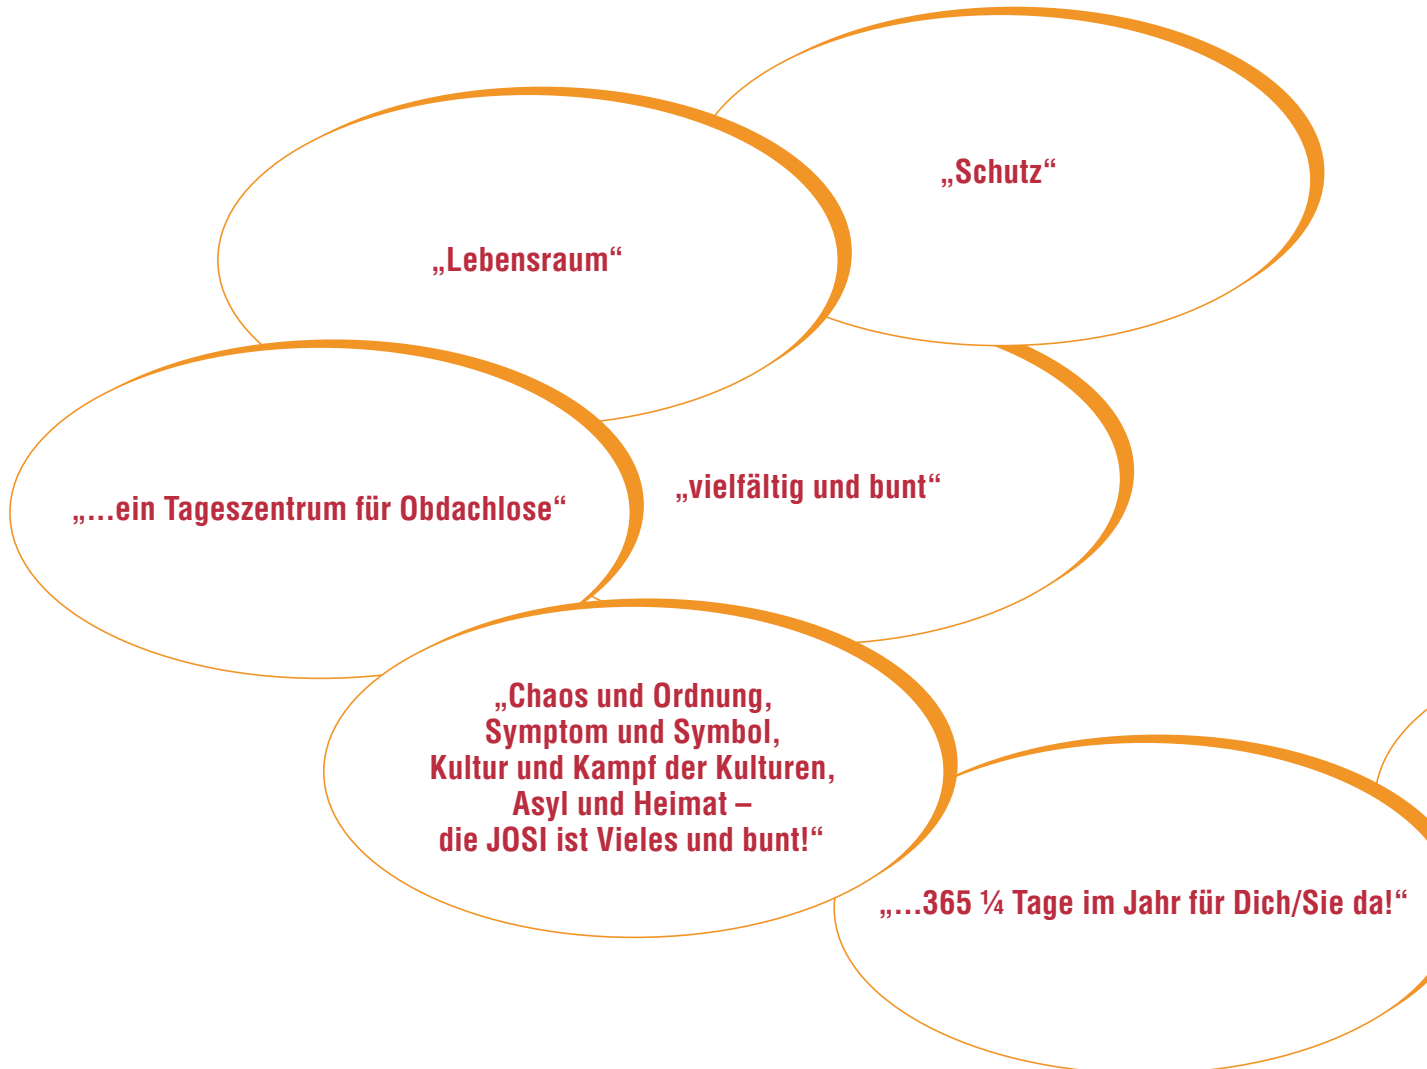 „Schutz“
„Lebensraum“
„vielfältig und bunt“
„...ein Tageszentrum für Obdachlose“
„Chaos und Ordnung,
Symptom und Symbol,
Kultur und Kampf der Kulturen,
Asyl und Heimat –
die JOSI ist Vieles und bunt!“
„...365 ¼ Tage im Jahr für Dich/Sie da!“